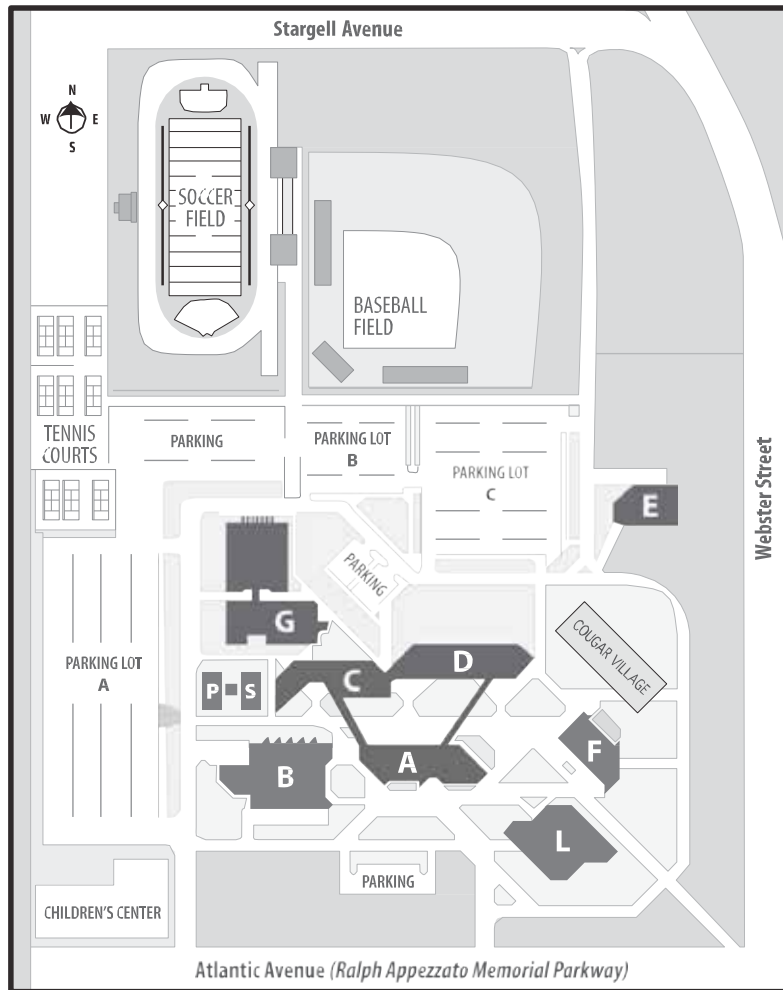 Stargell Avenue
N
W E
S
SOCCER
FIELD
BASEBALL
FIELD
TENNIS
COURTS
PARKING
PARKING LOT
B
PARKING LOT
C
E
Webster Street
PARKING
G
COUGAR VILLAGE
PARKING LOT
A
P S
C
D
F
B
A
L
PARKING
CHILDREN'S CENTER
Atlantic Avenue (Ralph Appezzato Memorial Parkway)